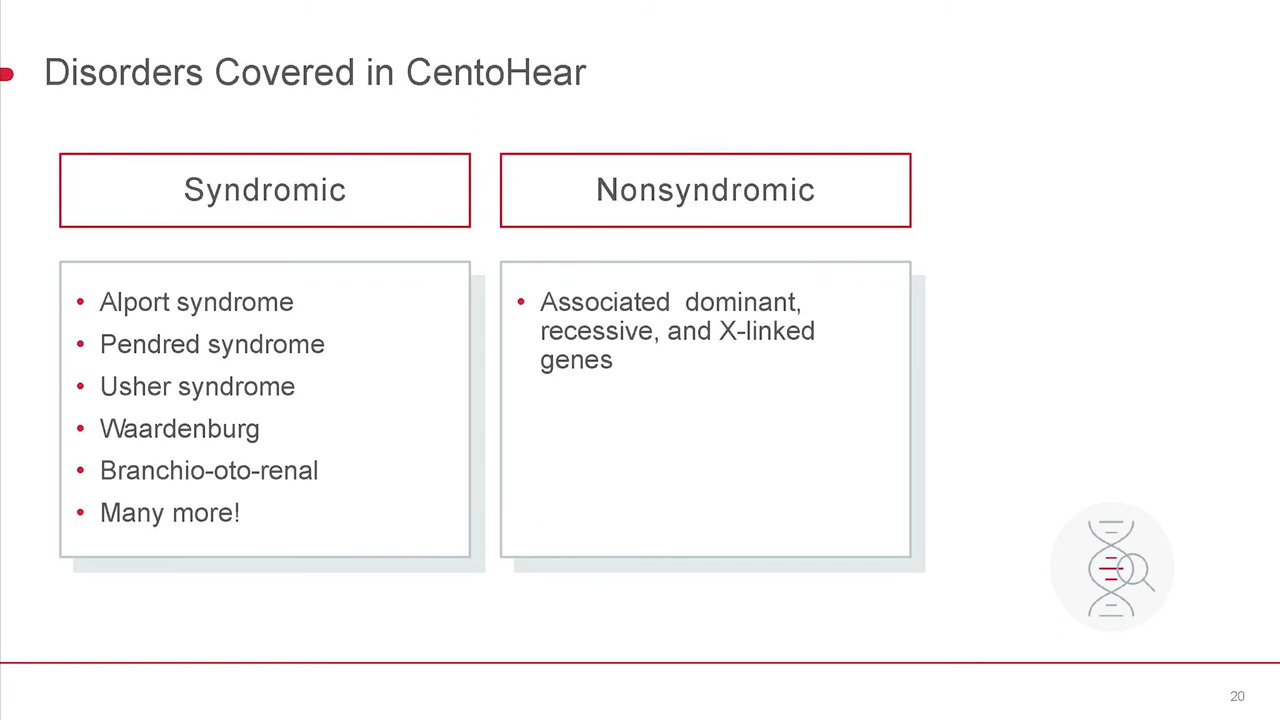 Disorders Covered in CentoHear
Syndromic
• Alport syndrome
• Pendred syndrome
• Usher syndrome
• Waardenburg
• Branchio-oto-renal
• Many more!
Nonsyndromic
• Associated  dominant,
recessive, and X-linked
genes
20